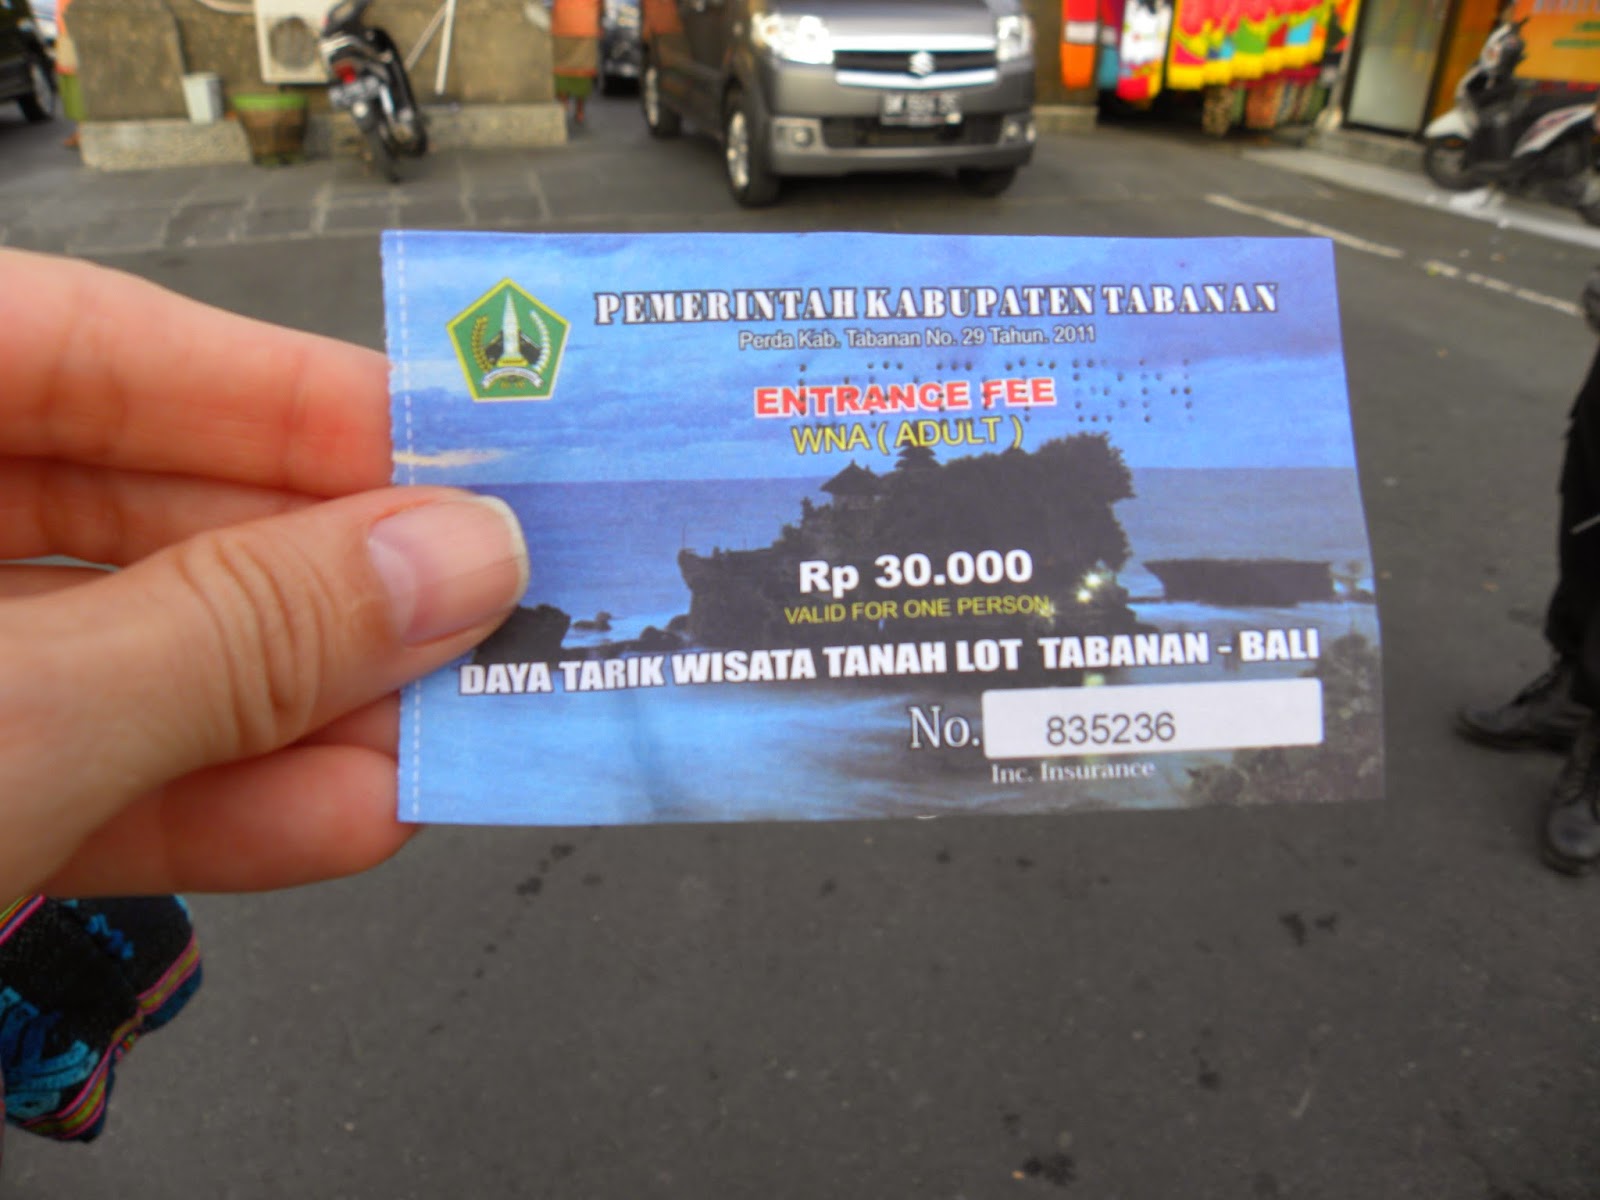 PEMERINTAH KABUPATEN TABANAN
Perda Kab. Tabanan No. 29 Tahun. 2011
ENTRANCE FEE
WNA ( ADULT )
Rp 30.000
VALID FOR ONE PERSON
DAYA TARIK WISATA TANAH LOT TABANAN - BALI
No. 835236
Inc. Insurance